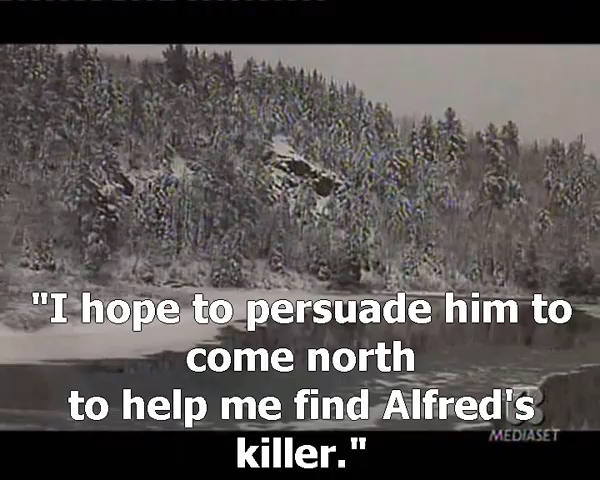 "I hope to persuade him to
come north
to help me find Alfred's
killer."
MEDIASET